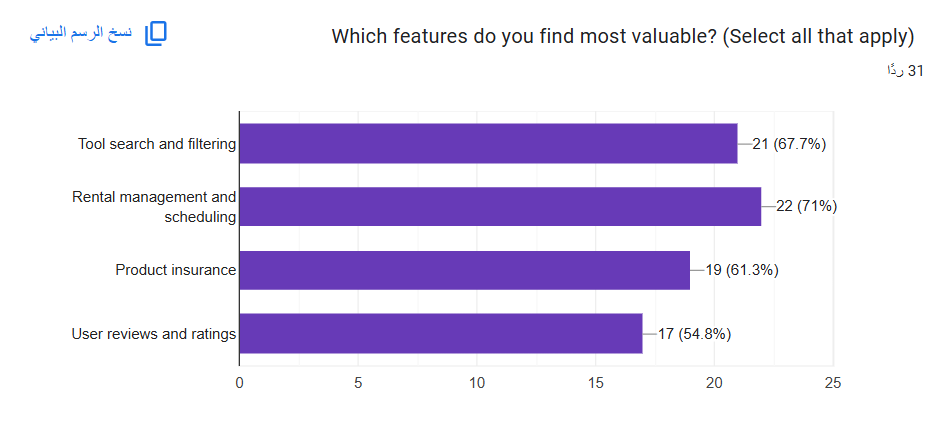 نسخ الرسم البياني
Which features do you find most valuable? (Select all that apply)
31 ردًا
Tool search and filtering
21 (67.7%)
Rental management and
scheduling
22 (71%)
Product insurance
19 (61.3%)
User reviews and ratings
17 (54.8%)
0 5 10 15 20 25